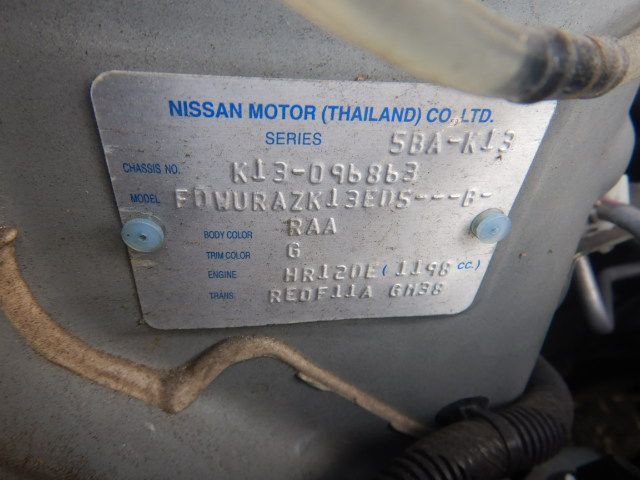 NISSAN MOTOR (THAILAND) CO., LTD.
SERIES 5BA-K13
CHASSIS NO. K13-096863
MODEL FDWURAZK13EDS---B-
BODY COLOR RAA
TRIM COLOR G
ENGINE HR12DE (1198 CC.)
TRANS RE0F11A GH38